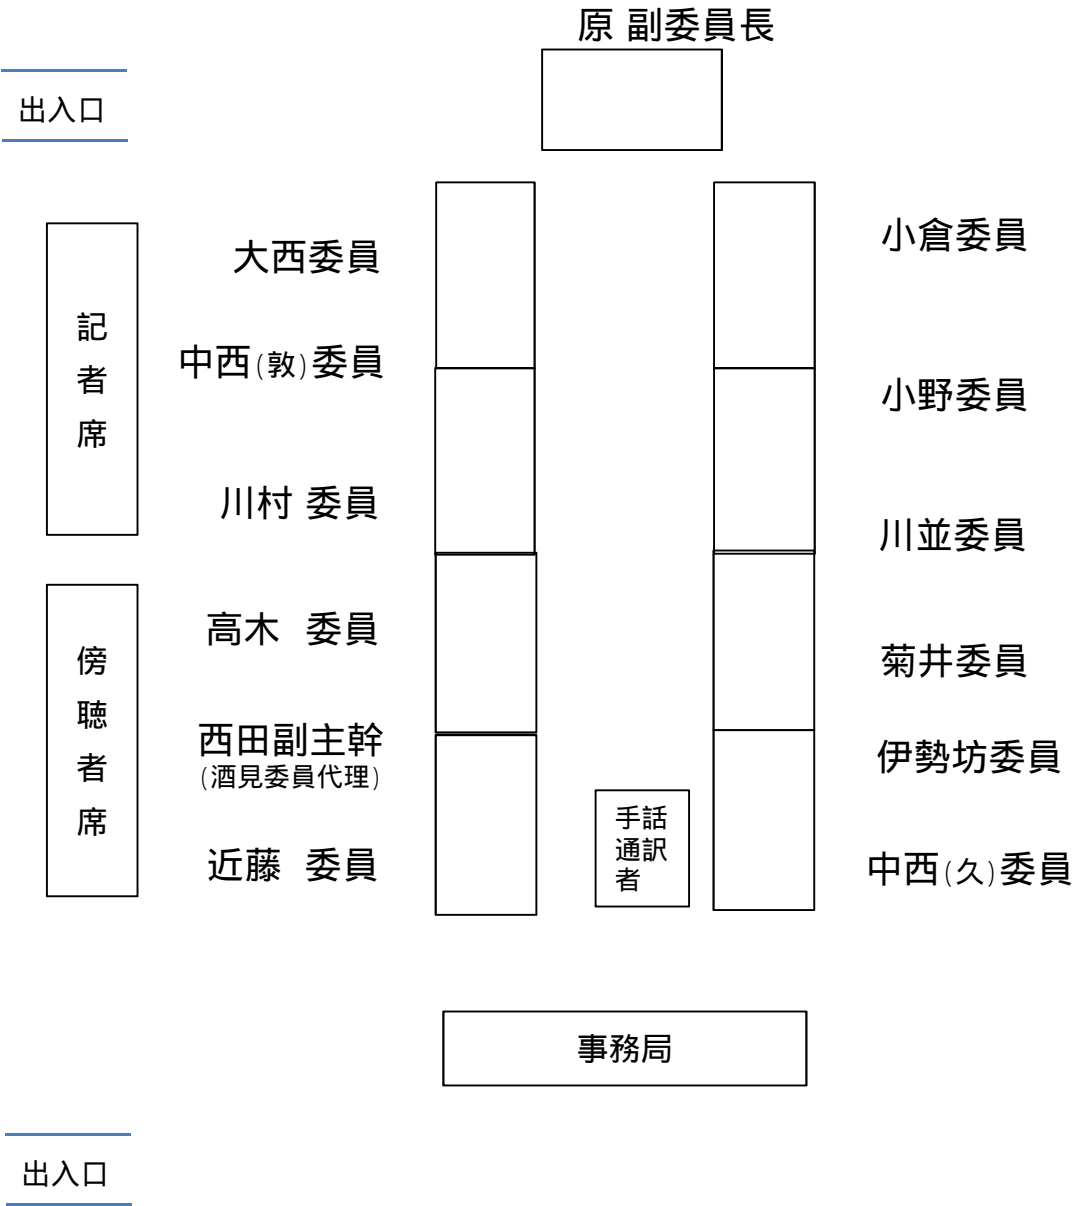 原 副委員長
出入口
大西委員
小倉委員
記者席
中西(敦)委員
小野委員
川村 委員
川並委員
高木 委員
菊井委員
傍聴者席
西田副主幹
(酒見委員代理)
伊勢坊委員
手話
通訳
者
近藤 委員
中西(久)委員
事務局
出入口